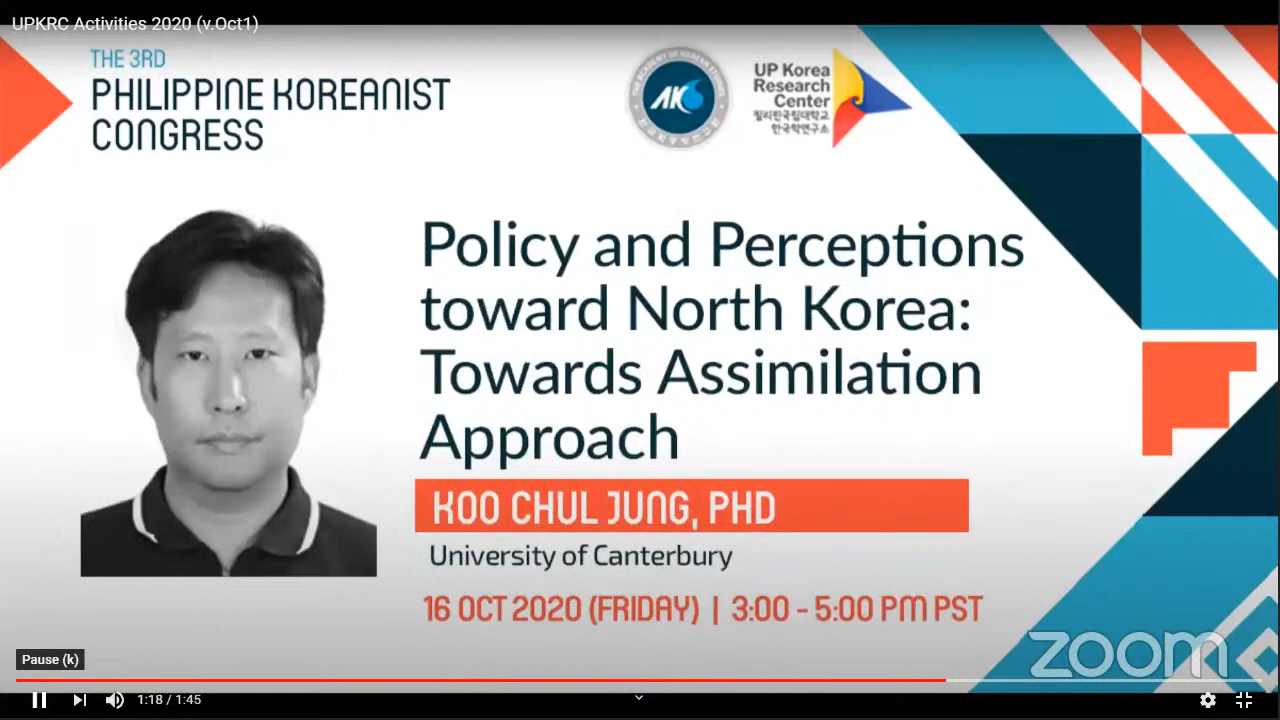 UPKRC Activities 2020 (v.Oct1)
THE 3RD
PHILIPPINE KOREANIST
CONGRESS
AKS
UP Korea
Research
Center
필리핀국립대학교
한국학연구소
Policy and Perceptions
toward North Korea:
Towards Assimilation
Approach
KOO CHUL JUNG, PHD
University of Canterbury
16 OCT 2020 (FRIDAY) | 3:00 - 5:00 PM PST
zoom
Pause (k)
1:18 / 1:45